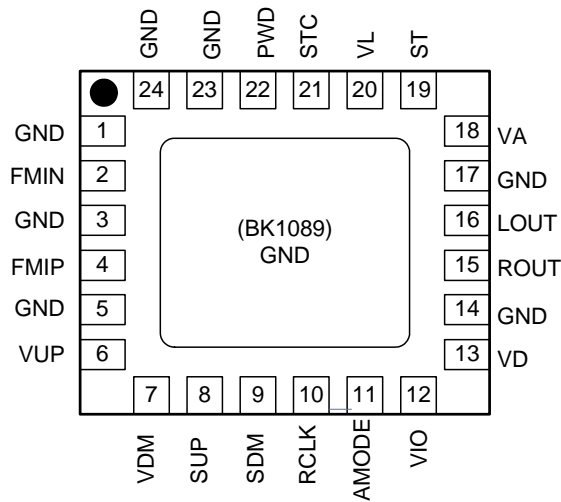 GND GND PWD STC VL ST
24 23 22 21 20 19
GND 1
FMIN 2
GND 3
FMIP 4
GND 5
VUP 6
(BK1089)
GND
18 VA
17 GND
16 LOUT
15 ROUT
14 GND
13 VD
7 8 9 10 11 12
VDM SUP SDM RCLK AMODE VIO